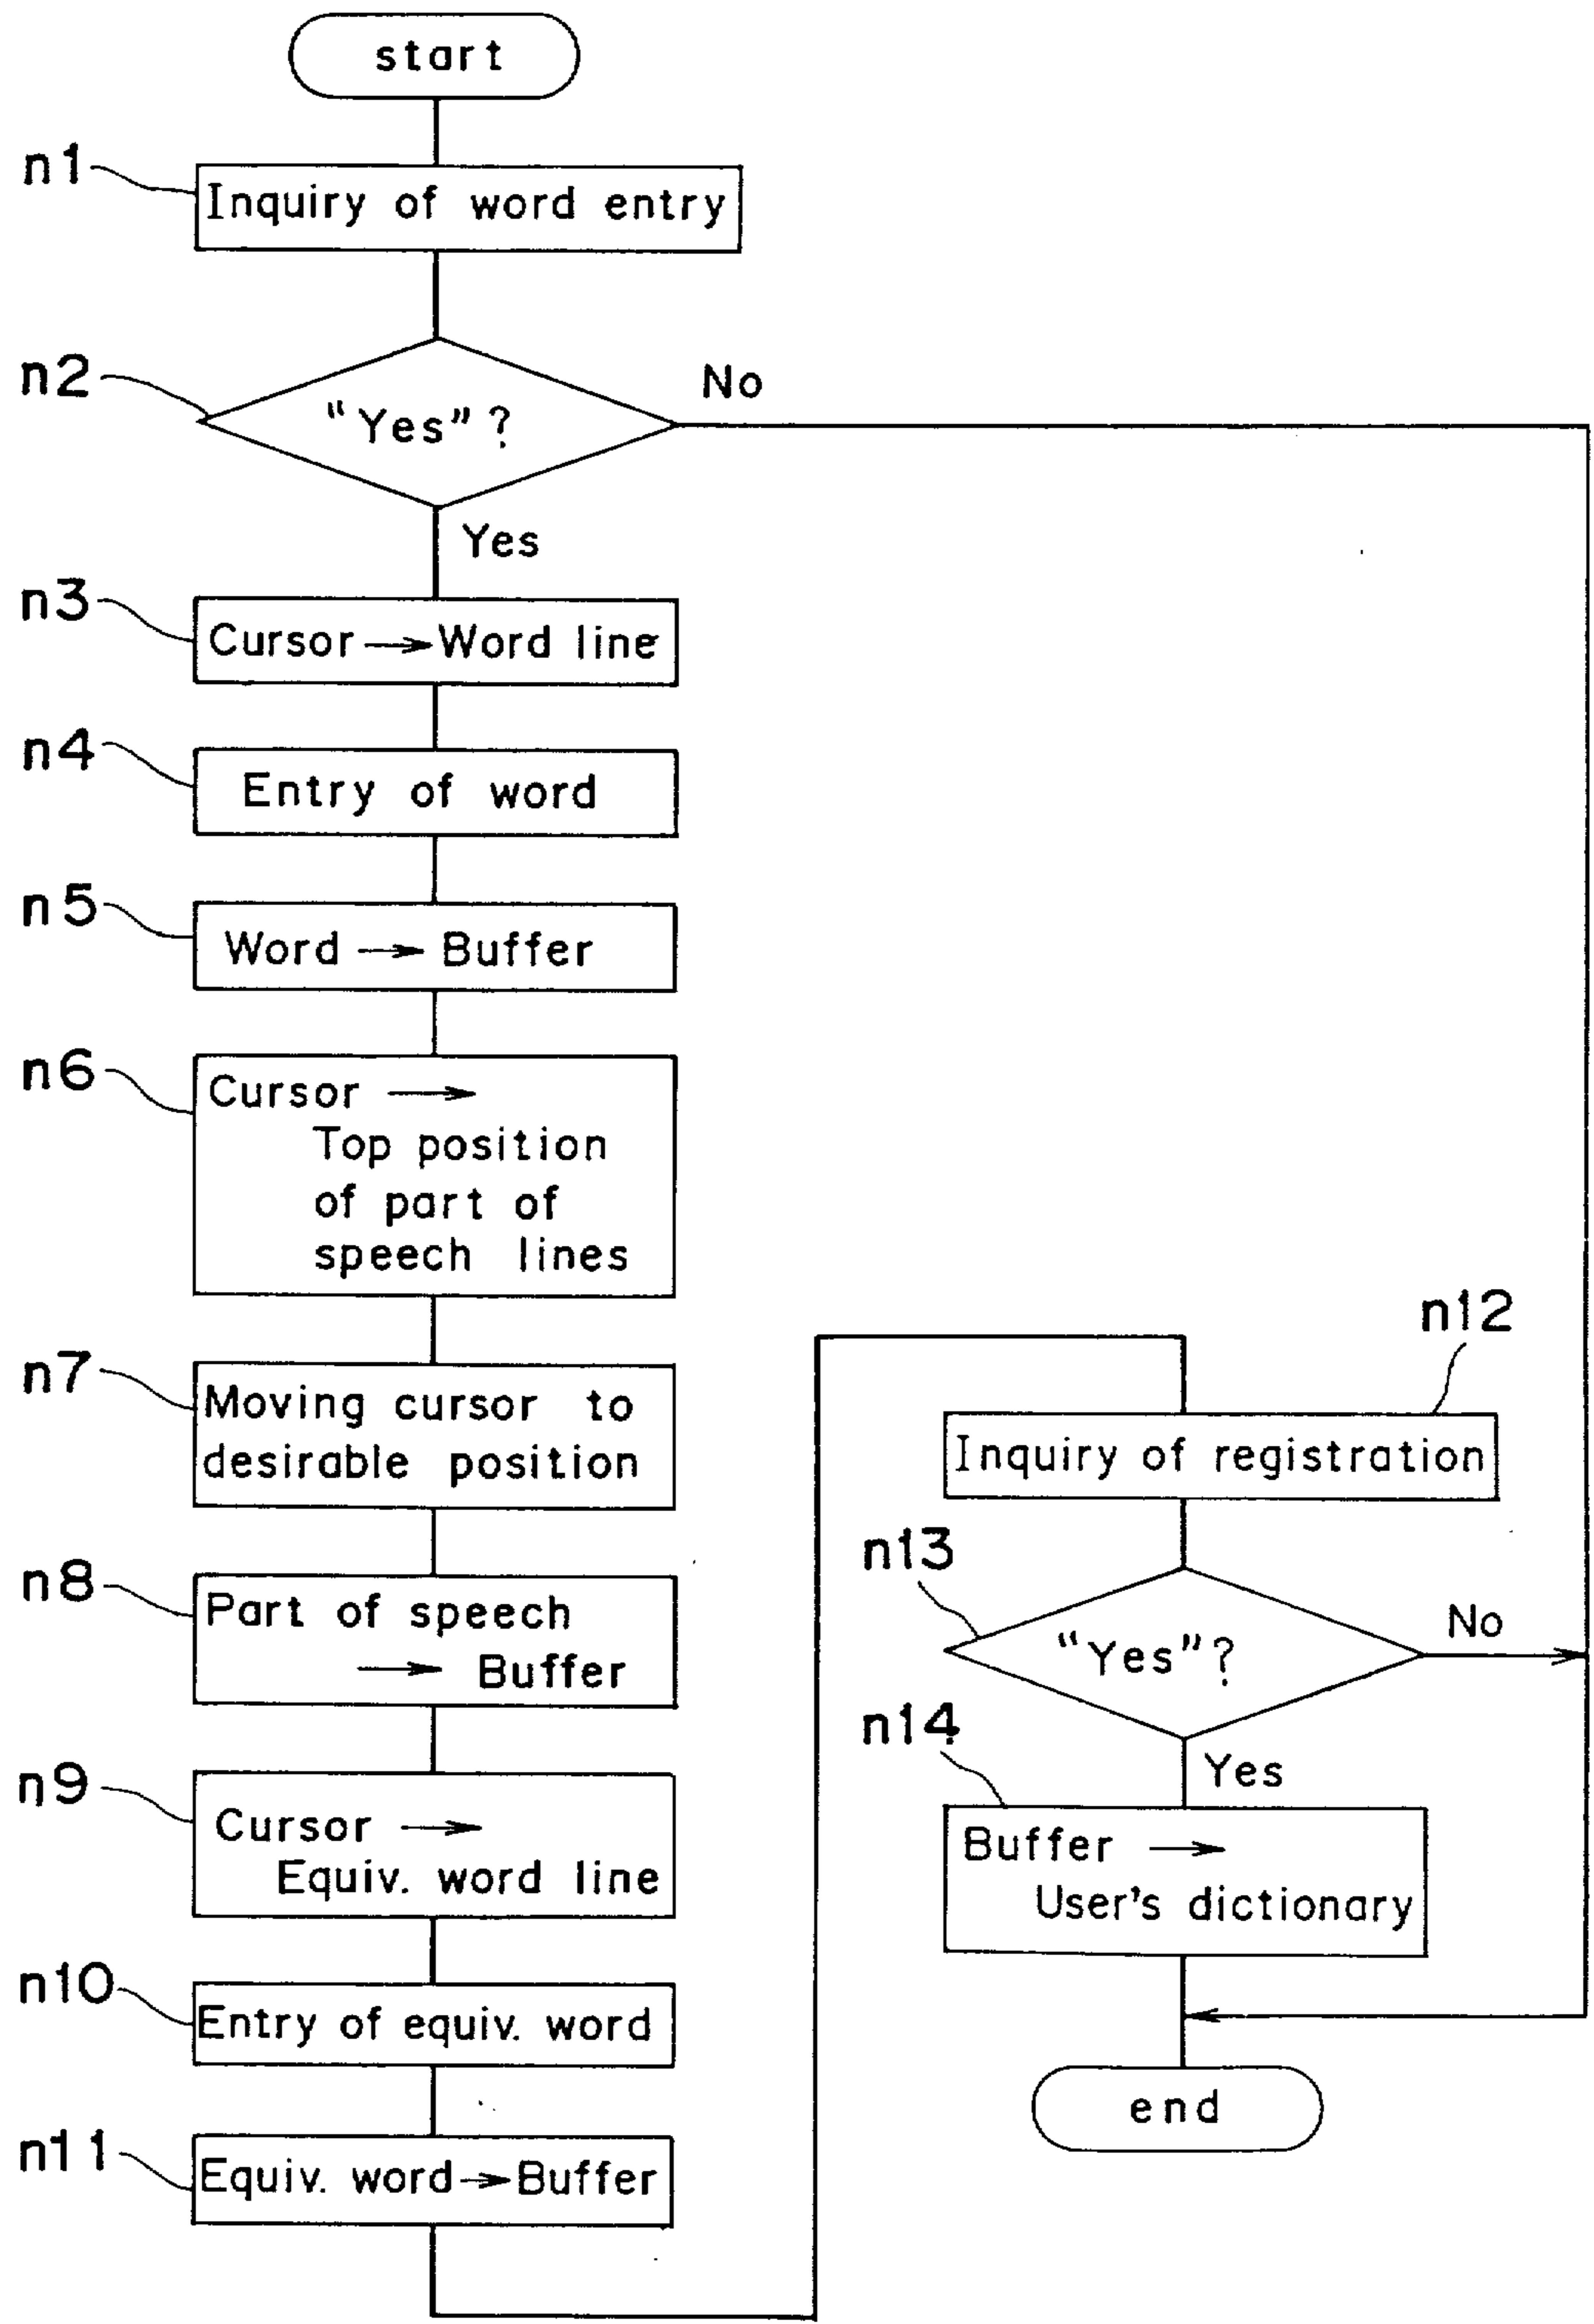 start
n1
Inquiry of word entry
n2
"Yes"?
No
Yes
n3
Cursor → Word line
n4
Entry of word
n5
Word → Buffer
n6
Cursor →
Top position
of part of
speech lines
n7
Moving cursor to
desirable position
n8
Part of speech
→ Buffer
n9
Cursor →
Equiv. word line
n10
Entry of equiv. word
n11
Equiv. word → Buffer
n12
Inquiry of registration
n13
"Yes"?
No
Yes
n14
Buffer →
User's dictionary
end